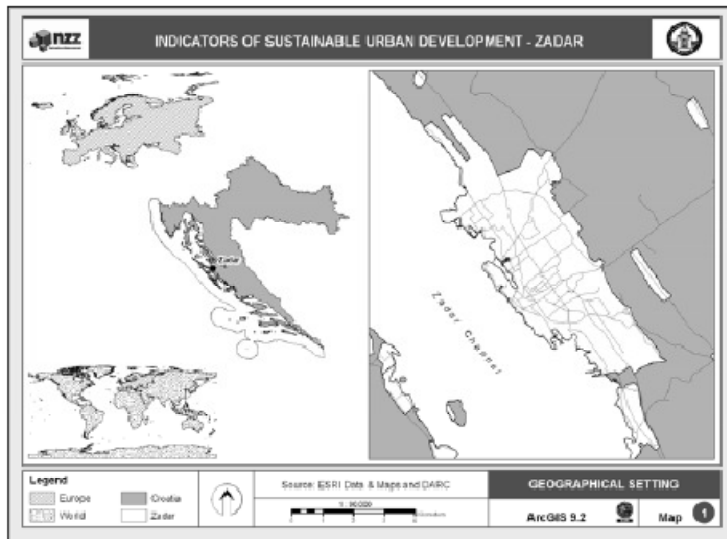 nzz
INDICATORS OF SUSTAINABLE URBAN DEVELOPMENT - ZADAR
Zadar
Zadar Channel
Legend
Europe
Croatia
World
Zadar
Source: ESRI Data & Maps and DARC
GEOGRAPHICAL SETTING
ArcGIS 9.2
Map 1